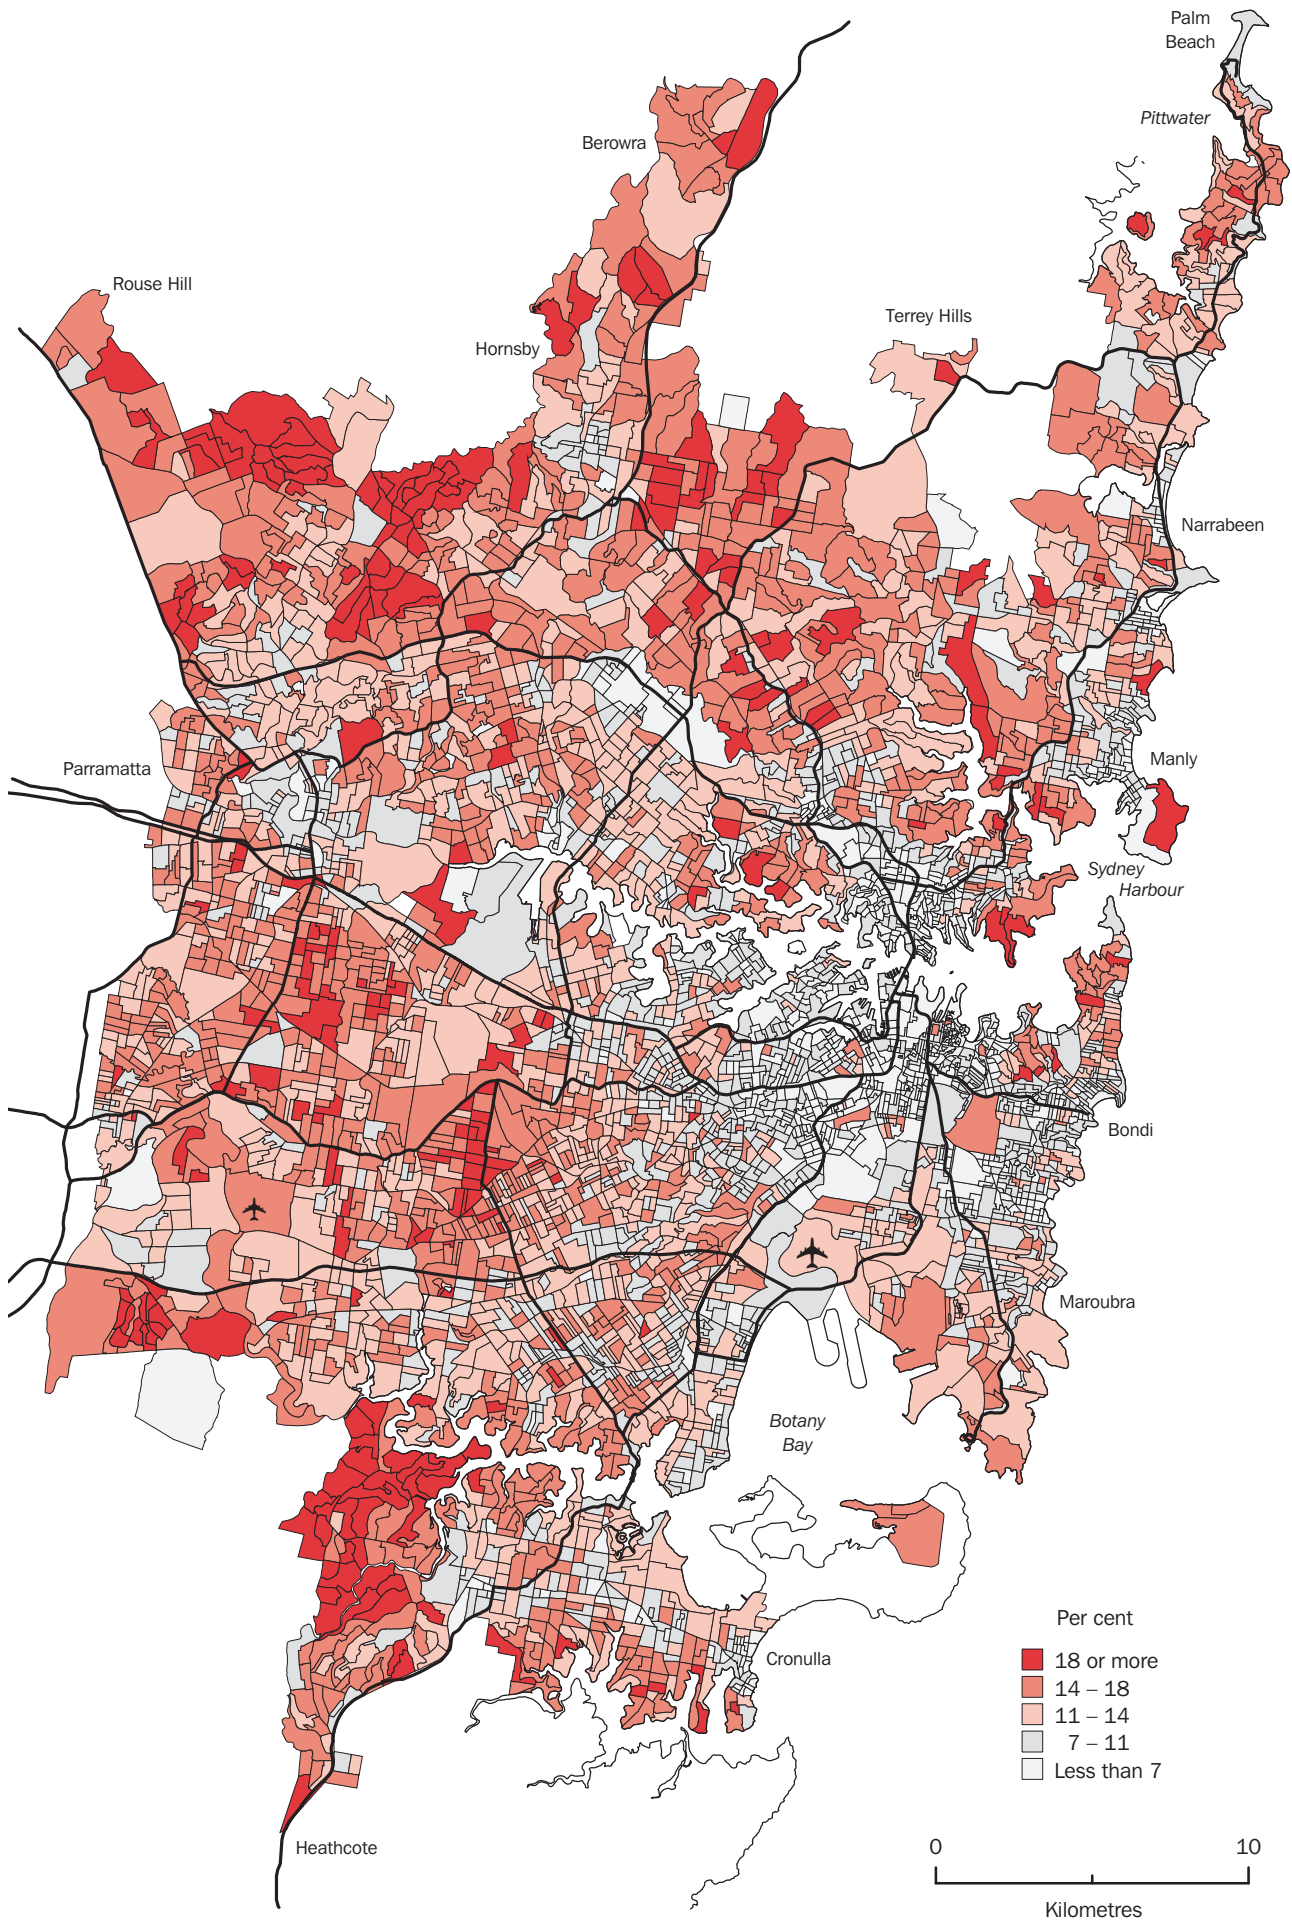 Palm
Beach
Pittwater
Berowra
Rouse Hill
Terrey Hills
Hornsby
Narrabeen
Manly
Parramatta
Sydney
Harbour
Bondi
Maroubra
Botany
Bay
Cronulla
Heathcote
Per cent
18 or more
14 – 18
11 – 14
7 – 11
Less than 7
0 10
Kilometres